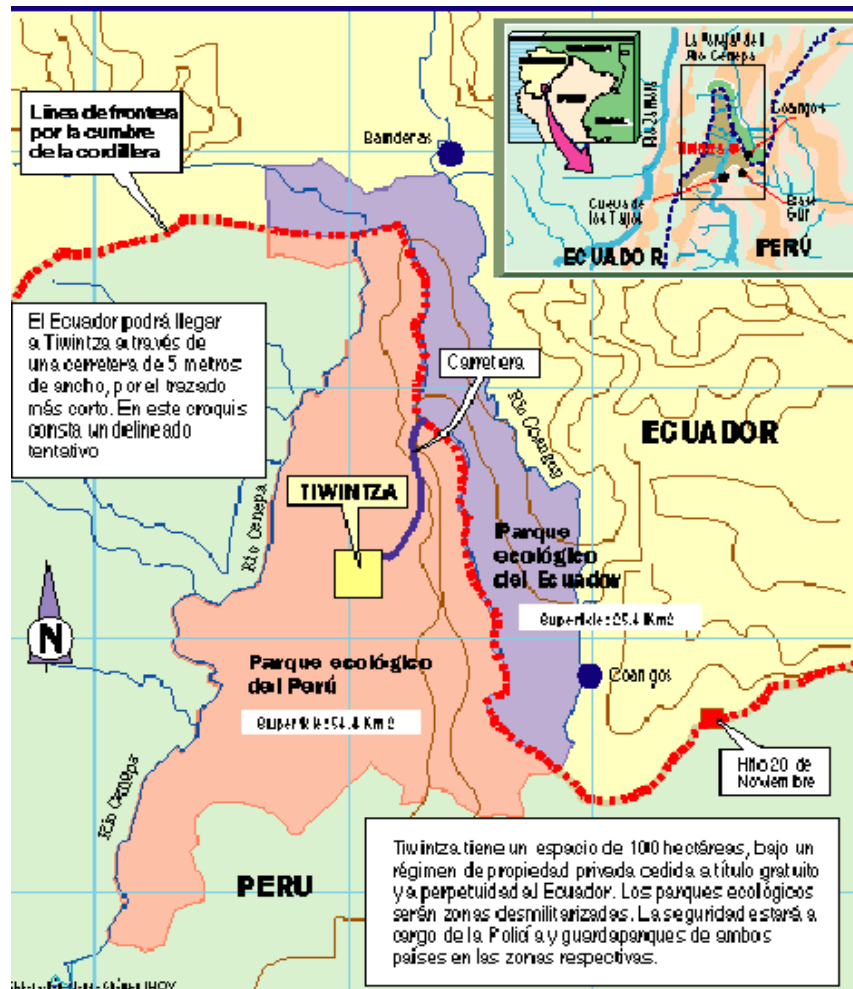 Línea de frontera
por la cumbre
de la cordillera
Banderas
Coangos
Cueva de
los Tayos
ECUADOR
PERÚ
El Ecuador podrá llegar
a Tiwintza a través de
una carretera de 5 metros
de ancho, por el trazado
más corto. En este croquis
consta un delineado
tentativo
Carretera
Río Coangos
ECUADOR
TIWINTZA
Río Cenepa
Parque
ecológico
del Ecuador
N
Parque ecológico
del Perú
Coangos
Hito 20 de
Noviembre
Río Cenepa
PERU
Tiwintza tiene un espacio de 100 hectáreas, bajo un
régimen de propiedad privada cedida a título gratuito
y a perpetuidad al Ecuador. Los parques ecológicos
serán zonas desmilitarizadas. La seguridad estará a
cargo de la Policía y guardaparques de ambos
países en las zonas respectivas.